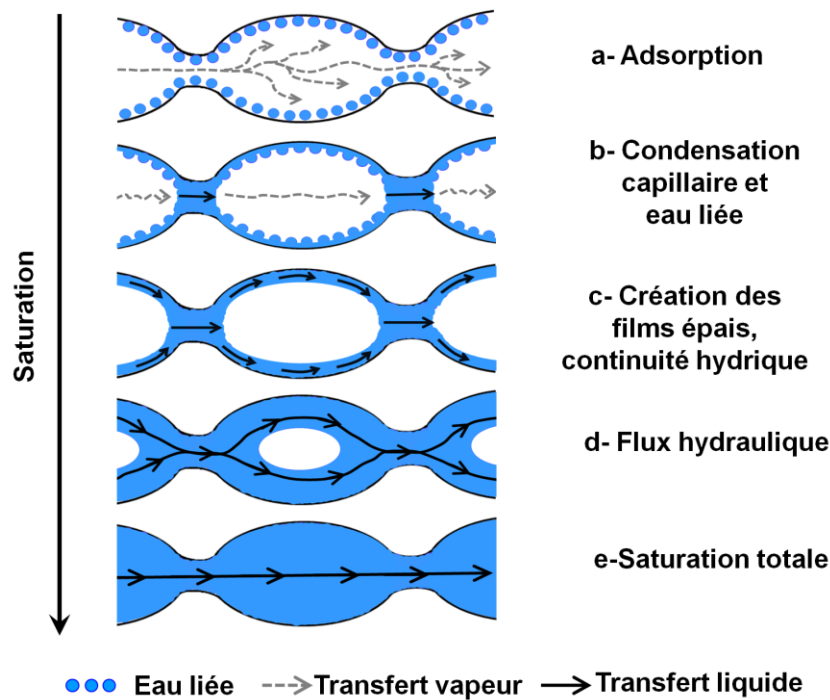 Saturation
a- Adsorption
b- Condensation
capillaire et
eau liée
c- Création des
films épais,
continuité hydrique
d- Flux hydraulique
e-Saturation totale
Eau liée
Transfert vapeur
Transfert liquide